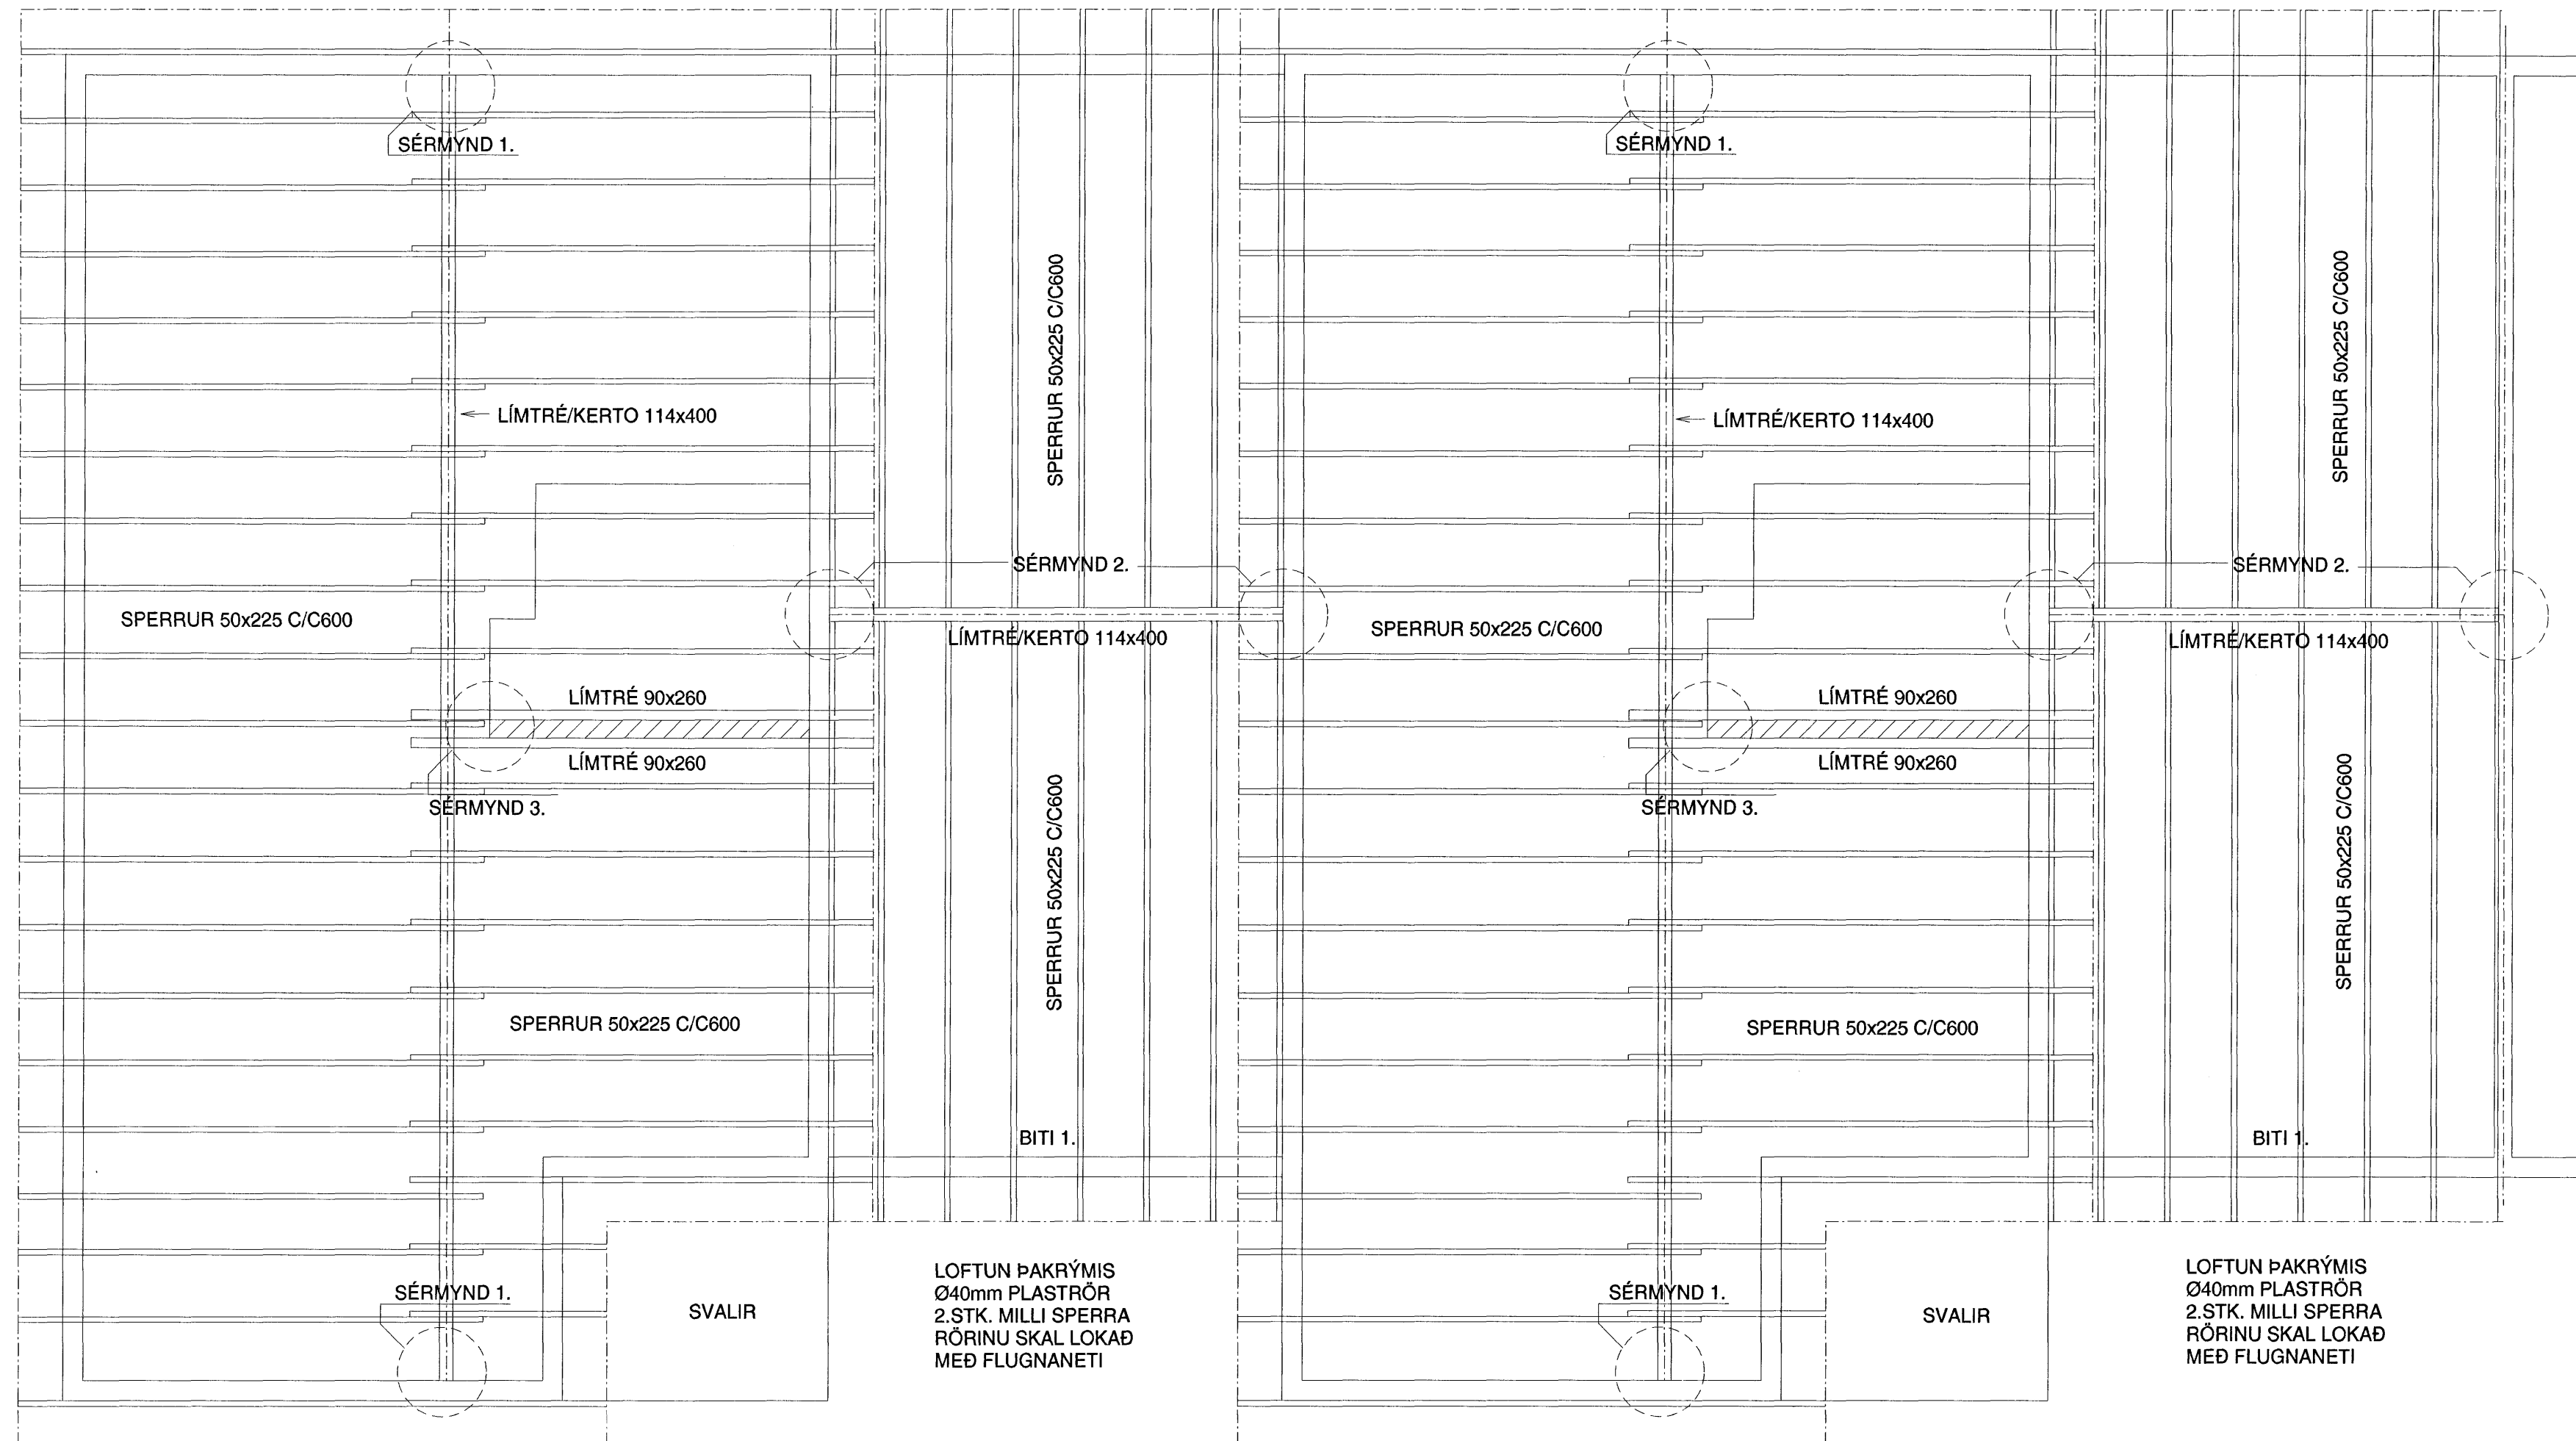 SÉRMYND 1.
SÉRMYND 1.
SPERRUR 50x225 C/C600
SPERRUR 50x225 C/C600
LÍMTRÉ/KERTO 114x400
LÍMTRÉ/KERTO 114x400
SÉRMYND 2.
SÉRMYND 2.
SPERRUR 50x225 C/C600
SPERRUR 50x225 C/C600
LÍMTRÉ/KERTO 114x400
LÍMTRÉ/KERTO 114x400
LÍMTRÉ 90x260
LÍMTRÉ 90x260
LÍMTRÉ 90x260
LÍMTRÉ 90x260
SÉRMYND 3.
SÉRMYND 3.
SPERRUR 50x225 C/C600
SPERRUR 50x225 C/C600
SPERRUR 50x225 C/C600
SPERRUR 50x225 C/C600
BITI 1.
BITI 1.
SÉRMYND 1.
SVALIR
LOFTUN ÞAKRÝMIS
Ø40mm PLASTRÖR
2.STK. MILLI SPERRA
RÖRINU SKAL LOKAÐ
MEÐ FLUGNANETI
SÉRMYND 1.
SVALIR
LOFTUN ÞAKRÝMIS
Ø40mm PLASTRÖR
2.STK. MILLI SPERRA
RÖRINU SKAL LOKAÐ
MEÐ FLUGNANETI